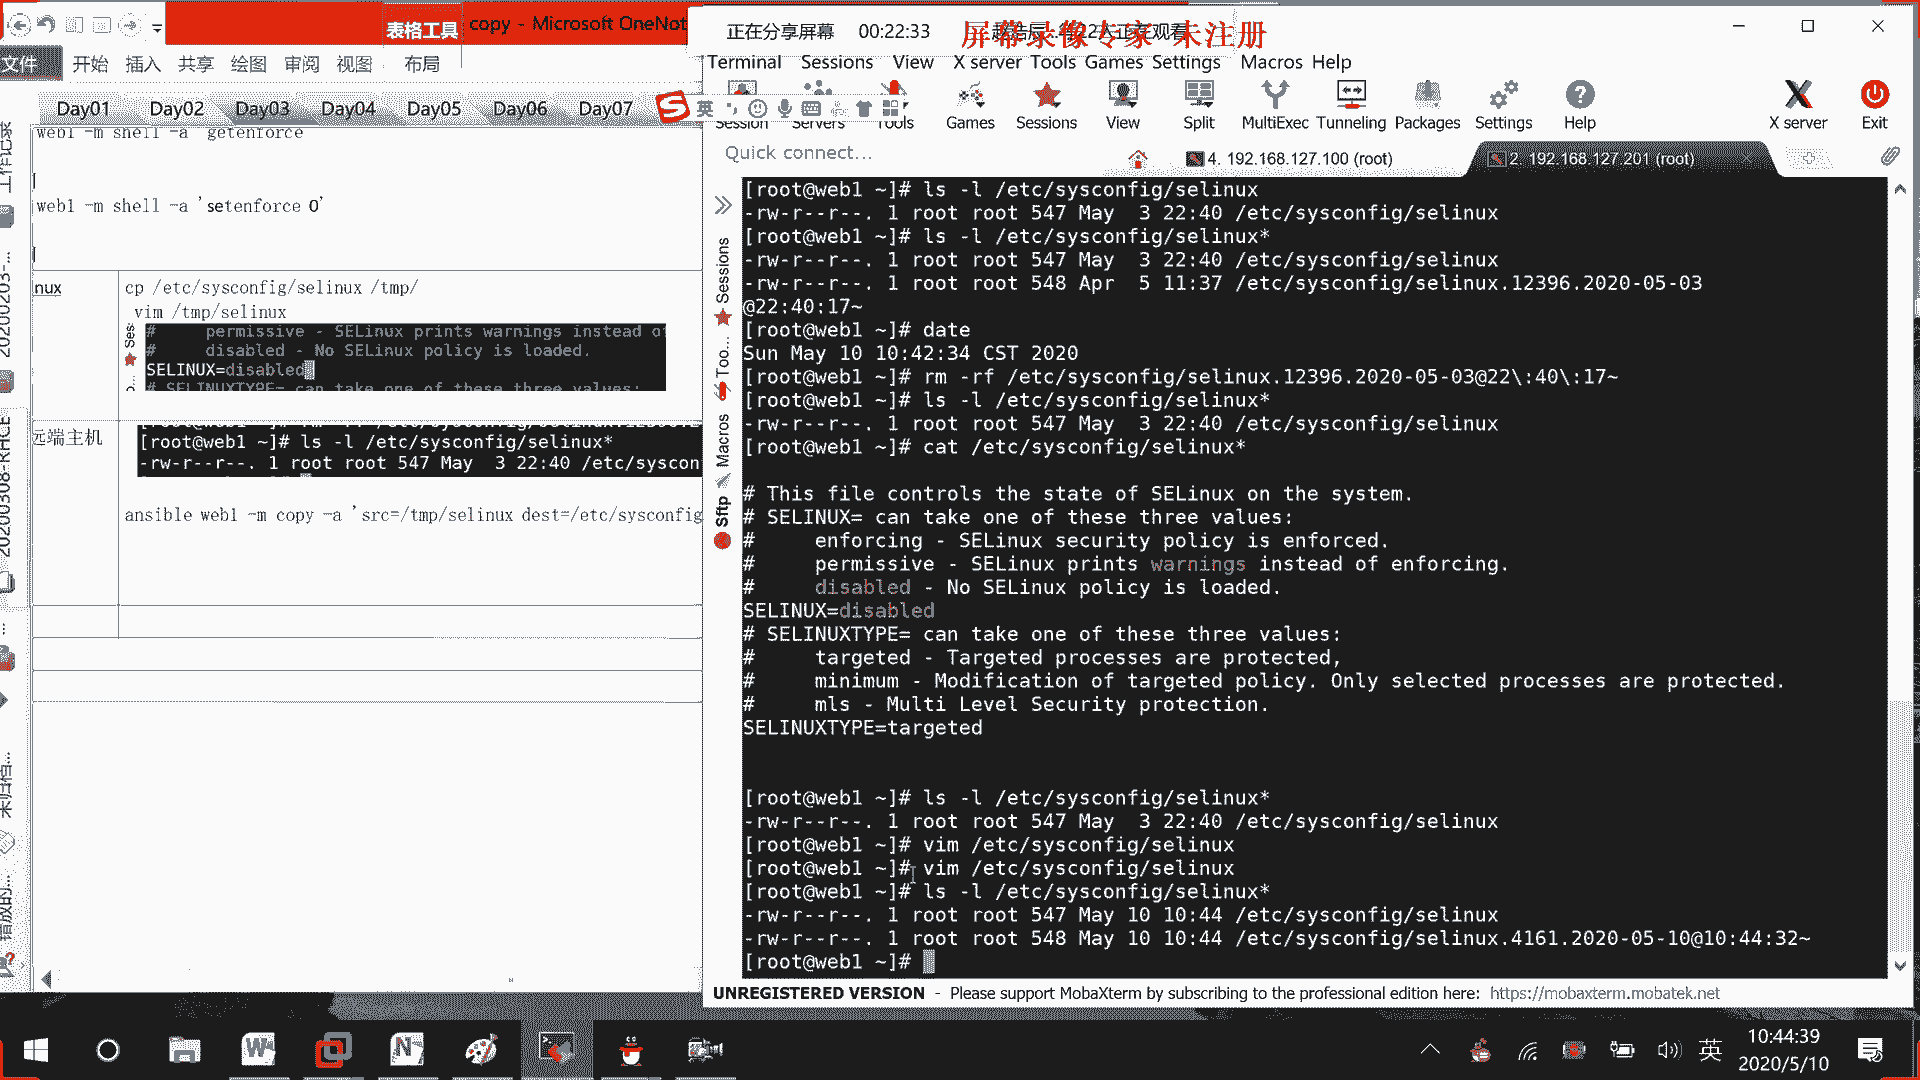 表格工具
copy - Microsoft OneNot
文件 开始 插入 共享 绘图 审阅 视图 布局
Day01 Day02 Day03 Day04 Day05 Day06 Day07
web1 -m shell -a 'getenforce
web1 -m shell -a 'setenforce 0'
nux
cp /etc/sysconfig/selinux /tmp/
vim /tmp/selinux
# permissive - SELinux prints warnings instead of
# disabled - No SELinux policy is loaded.
SELINUX=disabled
# SELINUXTYPE= can take one of these three values:
远端主机
[root@web1 ~]# ls -l /etc/sysconfig/selinux*
-rw-r--r--. 1 root root 547 May  3 22:40 /etc/syscon
ansible web1 -m copy -a 'src=/tmp/selinux dest=/etc/sysconfig
正在分享屏幕 00:22:33
屏幕录像专家 未注册
Terminal Sessions View X server Tools Games Settings Macros Help
英
Session Servers Tools Games Sessions View Split MultiExec Tunneling Packages Settings Help X server Exit
Quick connect...
4. 192.168.127.100 (root)
2. 192.168.127.201 (root)
Sessions
Too...
Macros
Sftp
[root@web1 ~]# ls -l /etc/sysconfig/selinux
-rw-r--r--. 1 root root 547 May  3 22:40 /etc/sysconfig/selinux
[root@web1 ~]# ls -l /etc/sysconfig/selinux*
-rw-r--r--. 1 root root 547 May  3 22:40 /etc/sysconfig/selinux
-rw-r--r--. 1 root root 548 Apr  5 11:37 /etc/sysconfig/selinux.12396.2020-05-03
@22:40:17~
[root@web1 ~]# date
Sun May 10 10:42:34 CST 2020
[root@web1 ~]# rm -rf /etc/sysconfig/selinux.12396.2020-05-03@22\:40\:17~
[root@web1 ~]# ls -l /etc/sysconfig/selinux*
-rw-r--r--. 1 root root 547 May  3 22:40 /etc/sysconfig/selinux
[root@web1 ~]# cat /etc/sysconfig/selinux*
# This file controls the state of SELinux on the system.
# SELINUX= can take one of these three values:
#     enforcing - SELinux security policy is enforced.
#     permissive - SELinux prints warnings instead of enforcing.
#     disabled - No SELinux policy is loaded.
SELINUX=disabled
# SELINUXTYPE= can take one of these three values:
#     targeted - Targeted processes are protected,
#     minimum - Modification of targeted policy. Only selected processes are protected.
#     mls - Multi Level Security protection.
SELINUXTYPE=targeted
[root@web1 ~]# ls -l /etc/sysconfig/selinux*
-rw-r--r--. 1 root root 547 May  3 22:40 /etc/sysconfig/selinux
[root@web1 ~]# vim /etc/sysconfig/selinux
[root@web1 ~]# vim /etc/sysconfig/selinux
[root@web1 ~]# ls -l /etc/sysconfig/selinux*
-rw-r--r--. 1 root root 547 May 10 10:44 /etc/sysconfig/selinux
-rw-r--r--. 1 root root 548 May 10 10:44 /etc/sysconfig/selinux.4161.2020-05-10@10:44:32~
[root@web1 ~]#
UNREGISTERED VERSION - Please support MobaXterm by subscribing to the professional edition here: https://mobaxterm.mobatek.net
英
10:44:39
2020/5/10